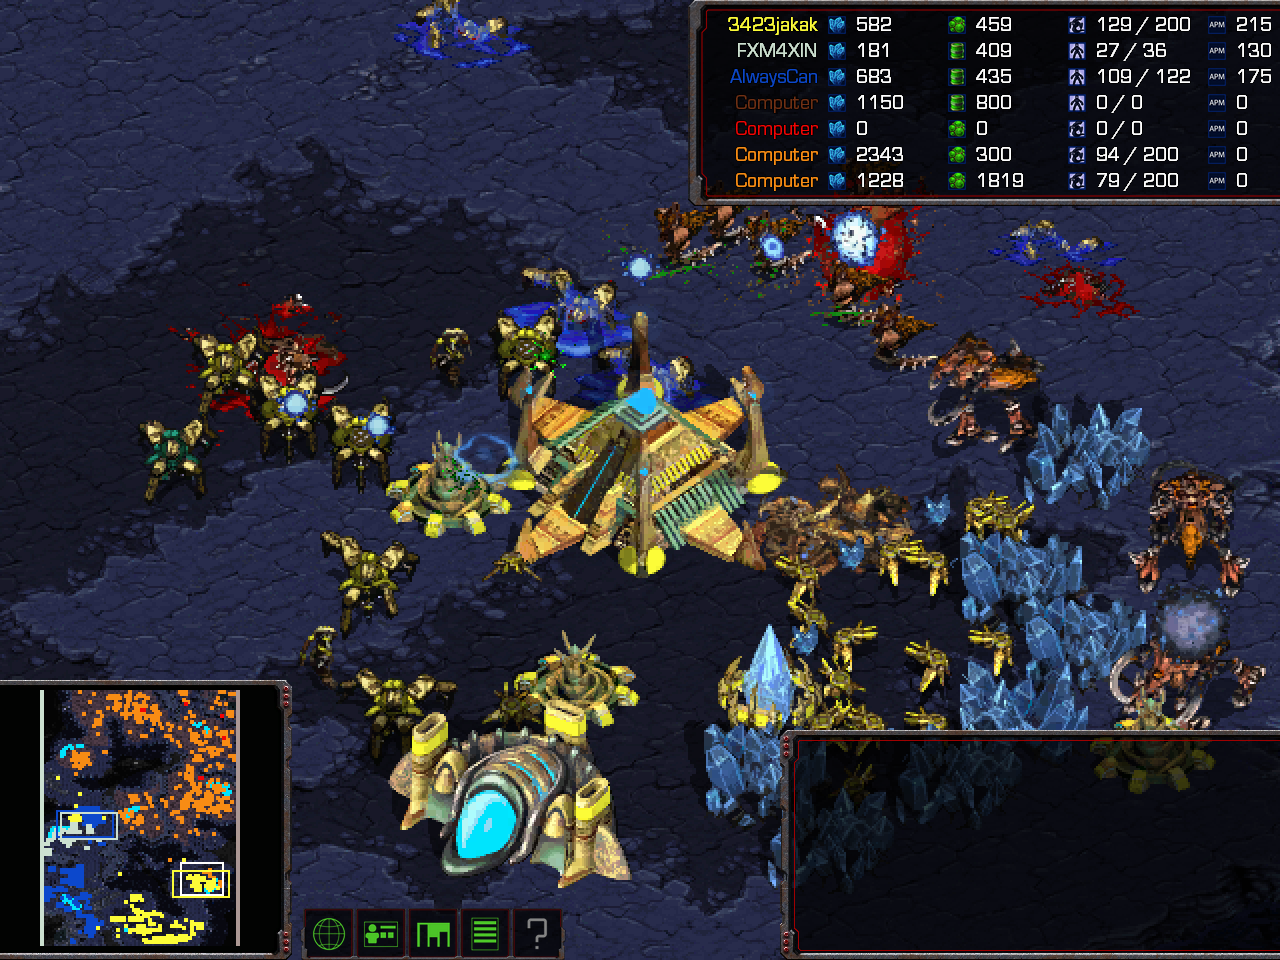 3423jakak 582 459 129 / 200 APM 215
FXM4XIN 181 409 27 / 36 APM 130
AlwaysCan 683 435 109 / 122 APM 175
Computer 1150 800 0 / 0 APM 0
Computer 0 0 0 / 0 APM 0
Computer 2343 300 94 / 200 APM 0
Computer 1228 1819 79 / 200 APM 0
?